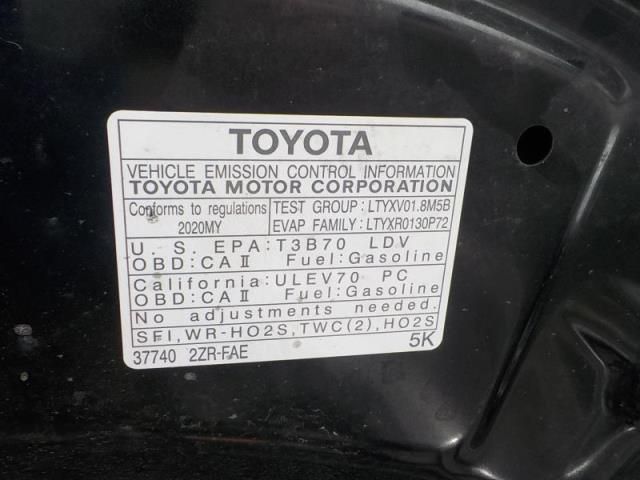 TOYOTA
VEHICLE EMISSION CONTROL INFORMATION
TOYOTA MOTOR CORPORATION
Conforms to regulations
2020MY
TEST GROUP: LTYXV01.8M5B
EVAP FAMILY: LTYXR0130P72
U. S. EPA: T3B70 LDV
OBD: CA II Fuel: Gasoline
California: ULEV70 PC
OBD: CA II Fuel: Gasoline
No adjustments needed.
SFI, WR-HO2S, TWC(2), HO2S
37740 2ZR-FAE 5K